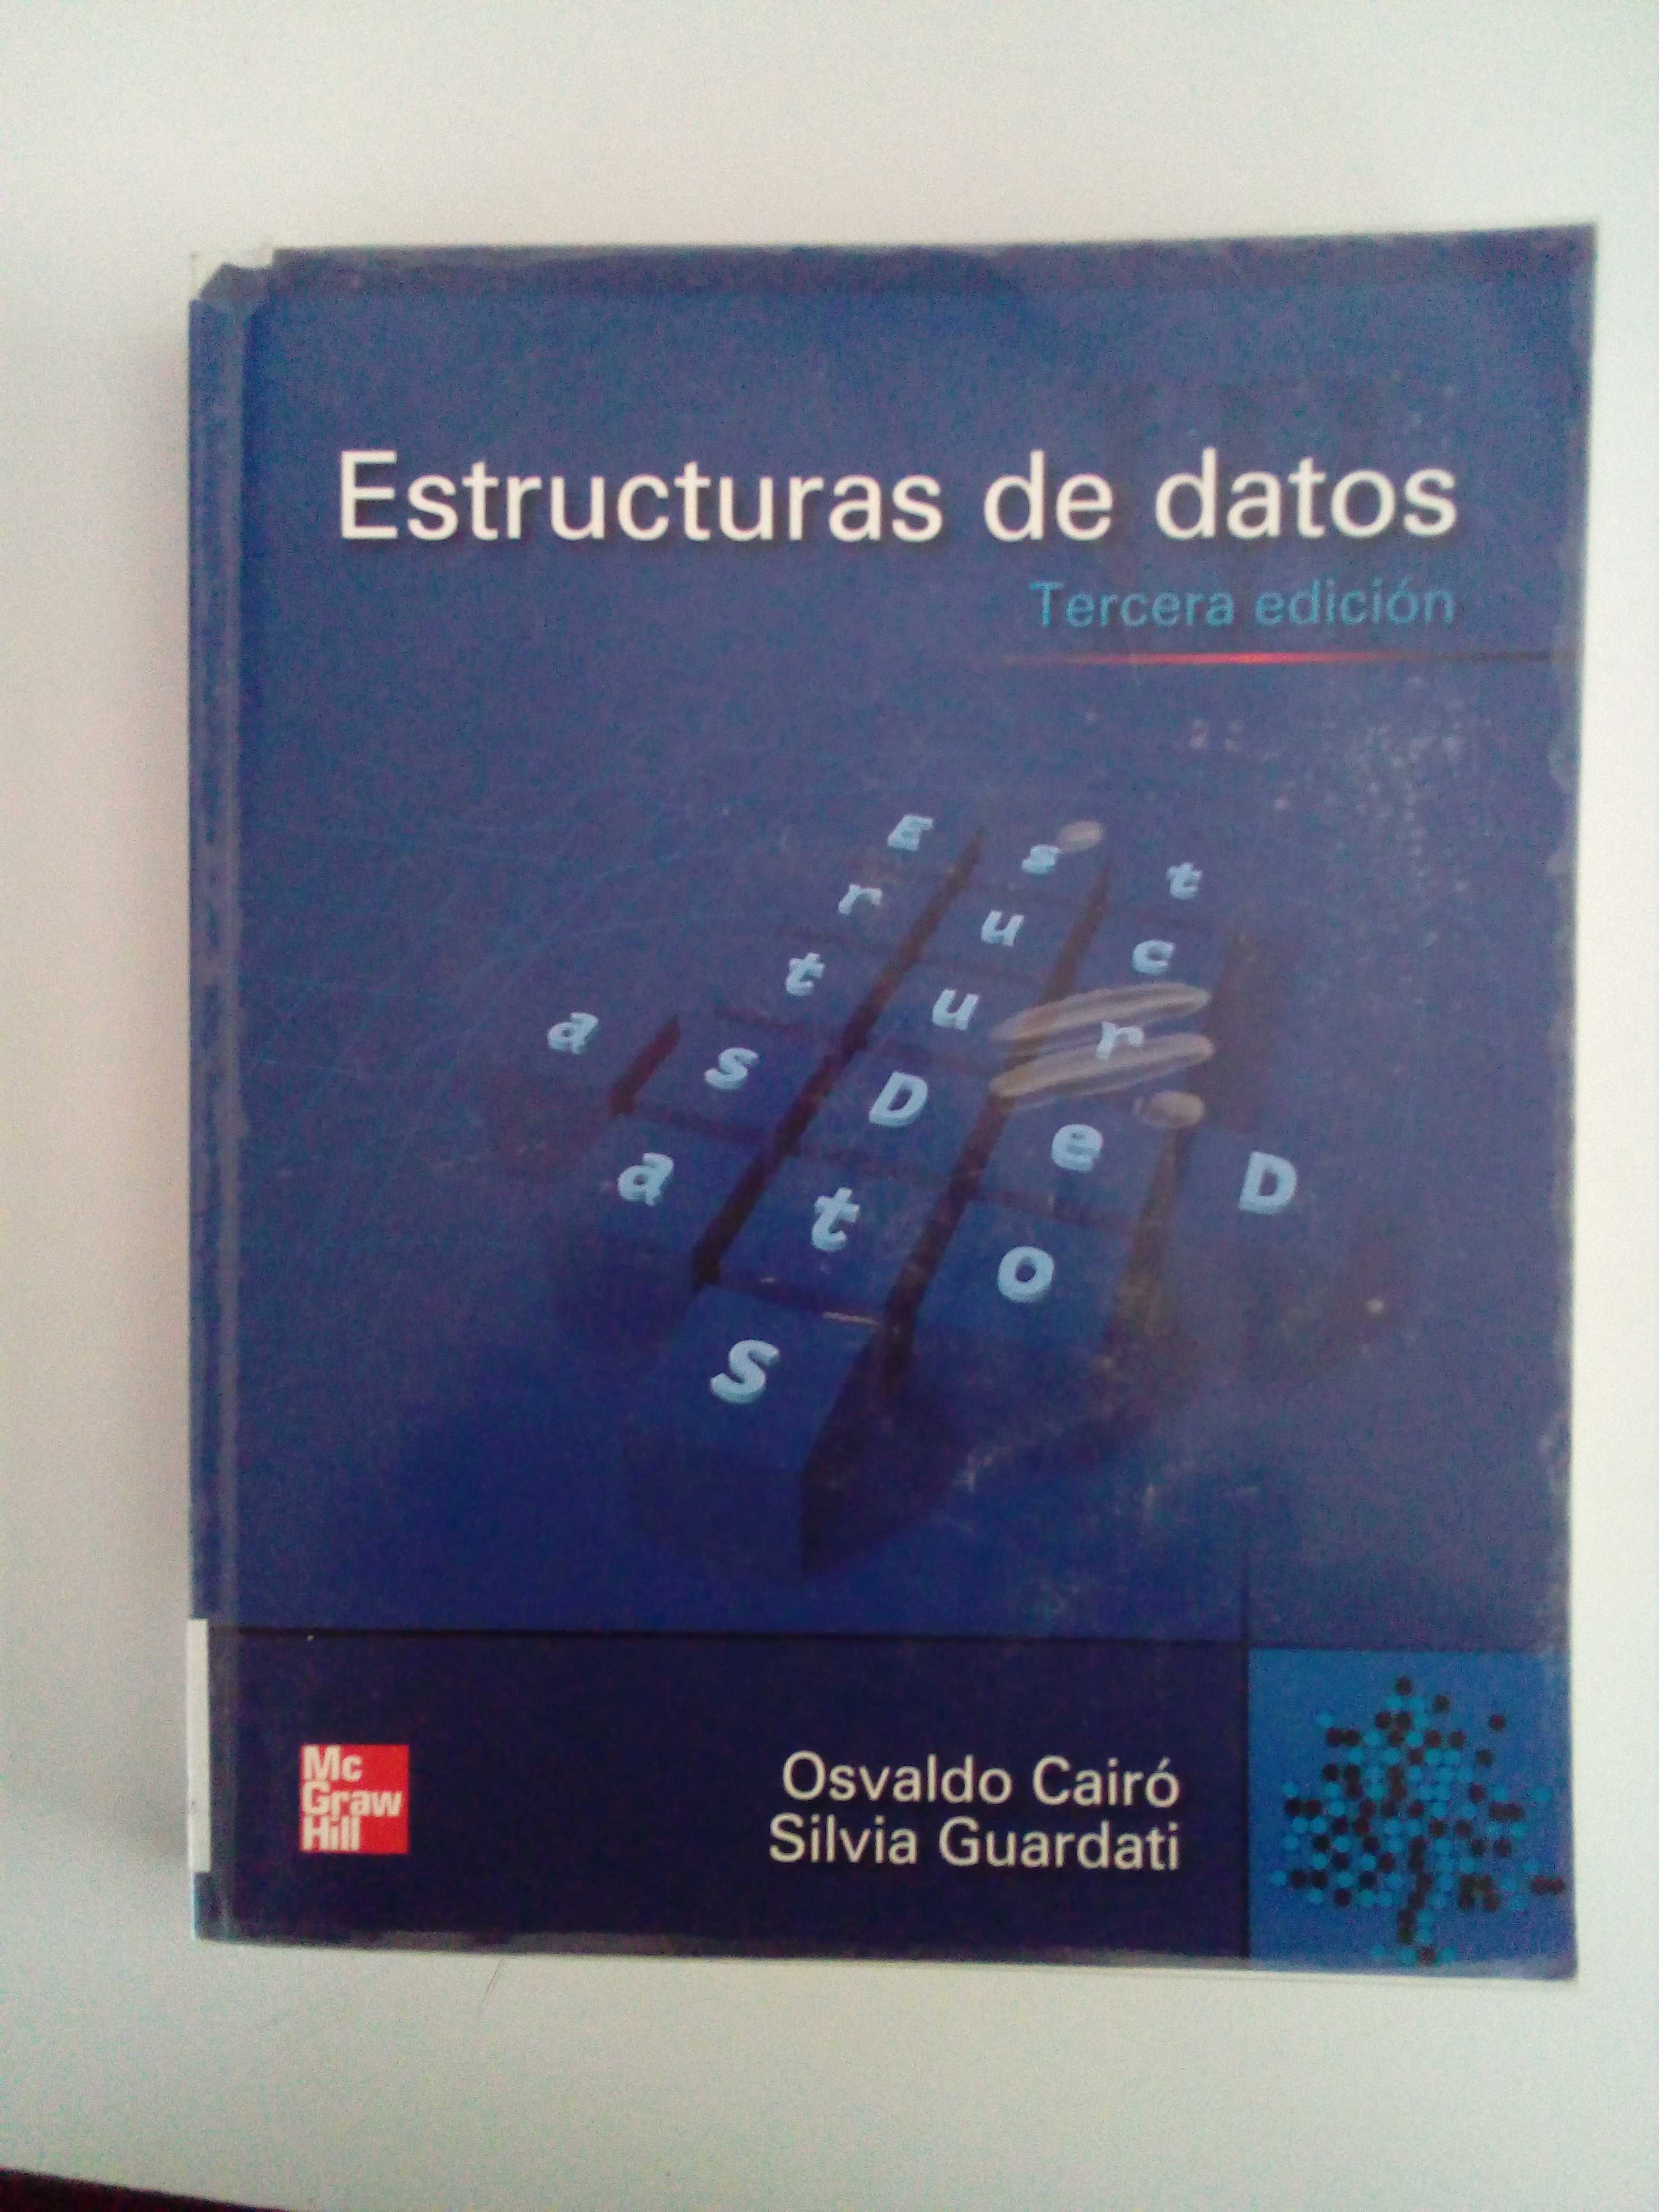 Estructuras de datos
Tercera edición
E s t
r u c
t u r
a s D e D
a t o
s
Mc
Graw
Hill
Osvaldo Cairó
Silvia Guardati